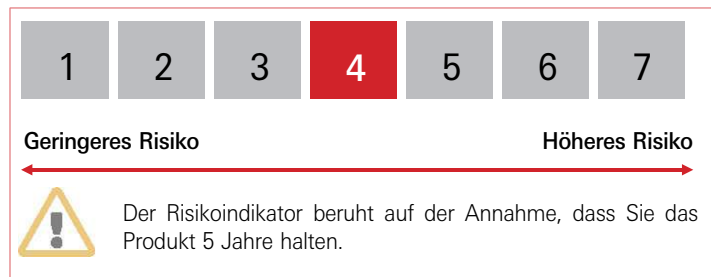 1 2 3 4 5 6 7
Geringeres Risiko Höheres Risiko
Der Risikoindikator beruht auf der Annahme, dass Sie das
Produkt 5 Jahre halten.